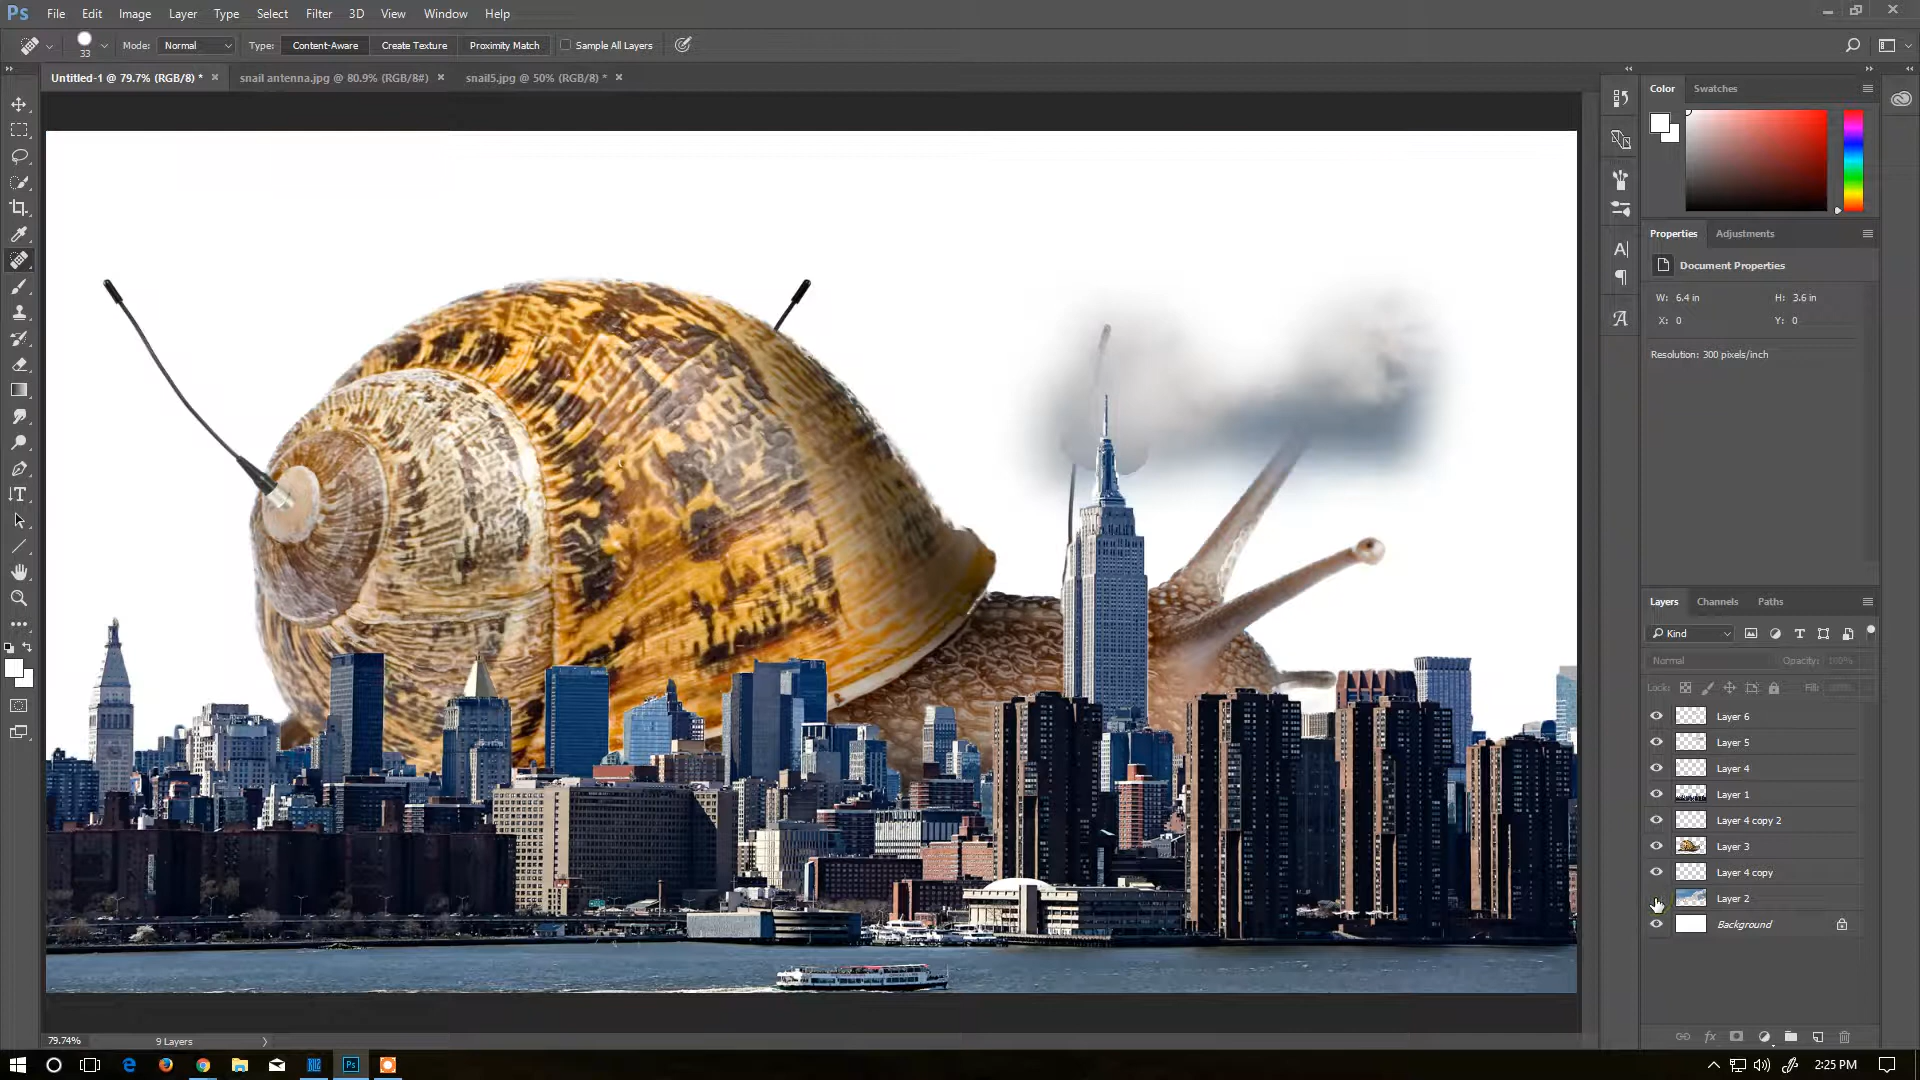 Ps File Edit Image Layer Type Select Filter 3D View Window Help
33 Mode: Normal Type: Content-Aware Create Texture Proximity Match Sample All Layers
Untitled-1 @ 79.7% (RGB/8) * × snail antenna.jpg @ 80.9% (RGB/8#) × snail5.jpg @ 50% (RGB/8) * ×
Color Swatches
Properties Adjustments
Document Properties
W: 6.4 in H: 3.6 in
X: 0 Y: 0
Resolution: 300 pixels/inch
Layers Channels Paths
Kind
Normal Opacity: 100%
Lock: Fill:
Layer 6
Layer 5
Layer 4
Layer 1
Layer 4 copy 2
Layer 3
Layer 4 copy
Layer 2
Background
79.74% 9 Layers
2:25 PM